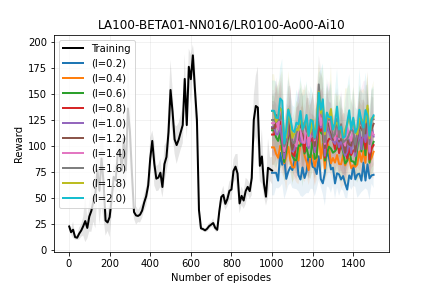 LA100-BETA01-NN016/LR0100-Ao00-Ai10
Reward
200
175
150
125
100
75
50
25
0
Training
(l=0.2)
(l=0.4)
(l=0.6)
(l=0.8)
(l=1.0)
(l=1.2)
(l=1.4)
(l=1.6)
(l=1.8)
(l=2.0)
0 200 400 600 800 1000 1200 1400
Number of episodes